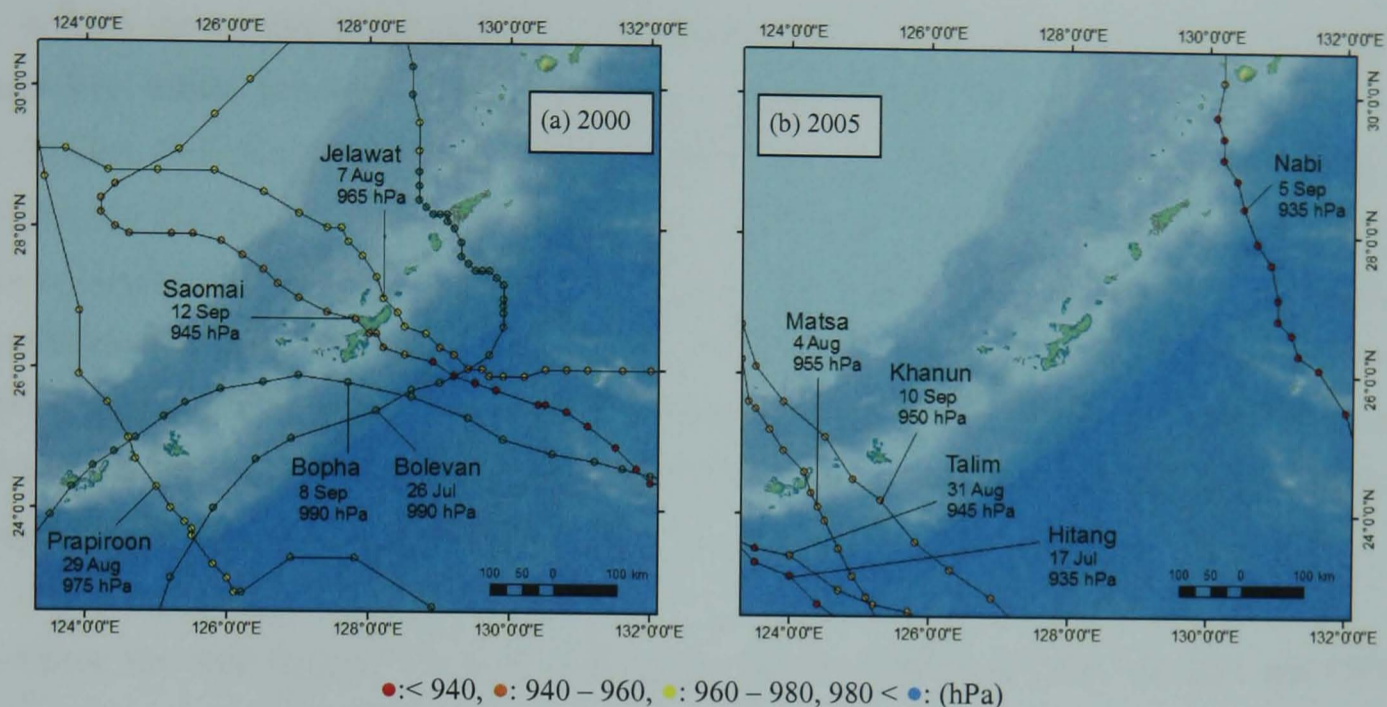 124°0'0"E 126°0'0"E 128°0'0"E 130°0'0"E 132°0'0"E
30°0'0"N
28°0'0"N
26°0'0"N
24°0'0"N
(a) 2000
Jelawat
7 Aug
965 hPa
Saomai
12 Sep
945 hPa
Bopha
8 Sep
990 hPa
Bolevan
26 Jul
990 hPa
Prapiroon
29 Aug
975 hPa
100 50 0 100 km
124°0'0"E 126°0'0"E 128°0'0"E 130°0'0"E 132°0'0"E
124°0'0"E 126°0'0"E 128°0'0"E 130°0'0"E 132°0'0"E
(b) 2005
Nabi
5 Sep
935 hPa
Matsa
4 Aug
955 hPa
Khanun
10 Sep
950 hPa
Talim
31 Aug
945 hPa
Hitang
17 Jul
935 hPa
100 50 0 100 km
30°0'0"N
28°0'0"N
26°0'0"N
24°0'0"N
124°0'0"E 126°0'0"E 128°0'0"E 130°0'0"E 132°0'0"E
:< 940, : 940 – 960, : 960 – 980, 980 < : (hPa)